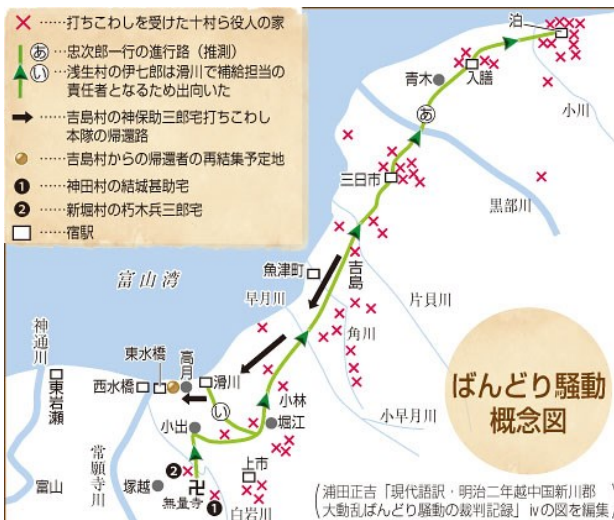 ×……打ちこわしを受けた十村ら役人の家
あ……忠次郎一行の進行路（推測）
い……浅生村の伊七郎は滑川で補給担当の
責任者となるため出向いた
……吉島村の神保助三郎宅打ちこわし
本隊の帰還路
……吉島村からの帰還者の再結集予定地
❶……神田村の結城甚助宅
❷……新堀村の朽木兵三郎宅
□……宿駅
泊
入膳
青木
小川
あ
三日市
黒部川
吉島
魚津町
富山湾
早月川
片貝川
角川
神通川
東岩瀬
東水橋
高月
西水橋
滑川
い
小林
小早月川
小出
堀江
常願寺川
❷
上市
富山
塚越
卍
無量寺
❶
白岩川
ばんどり騒動
概念図
（浦田正吉「現代語訳・明治二年越中国新川郡
大動乱ばんどり騒動の裁判記録」ⅳの図を編集）